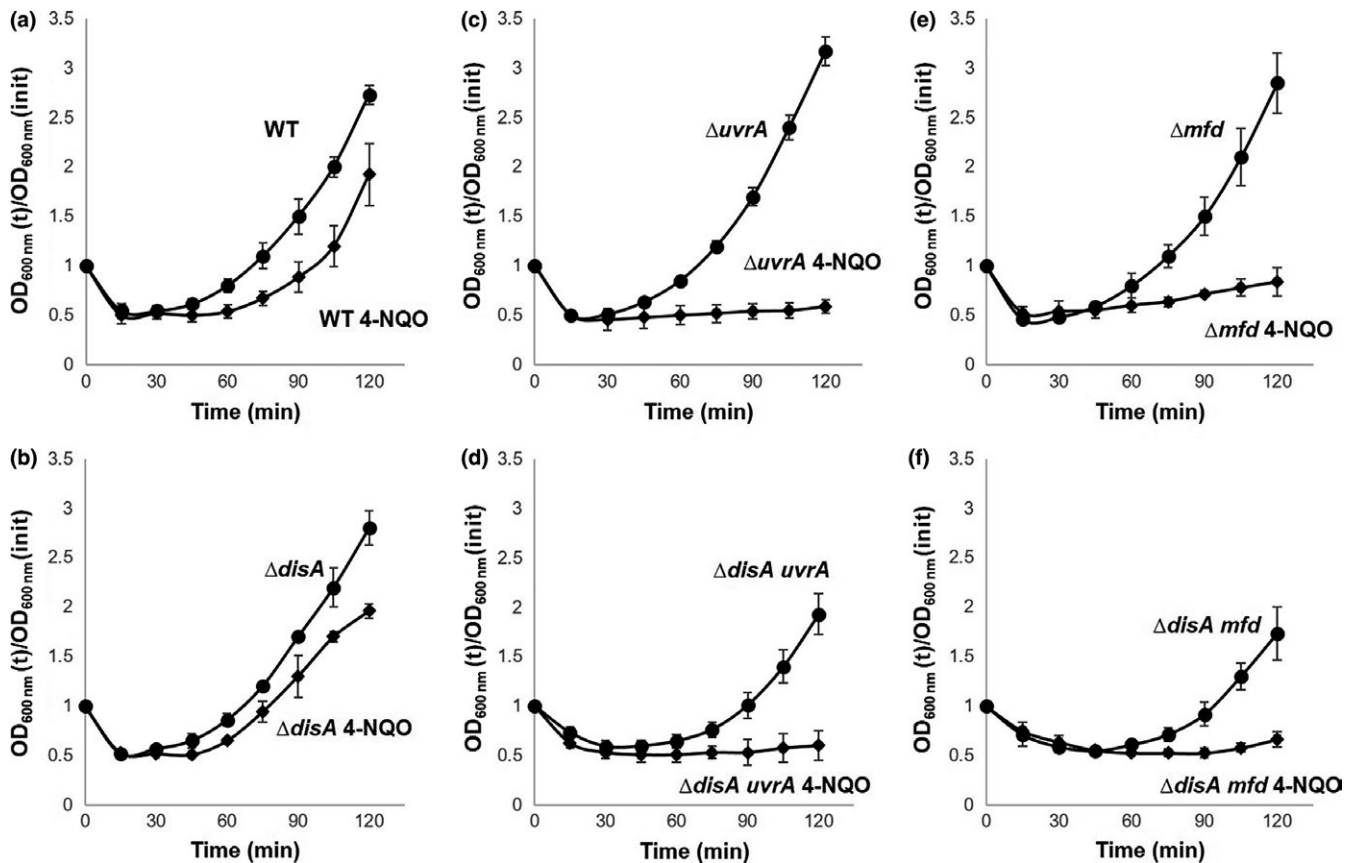 (a)
3.5
3
2.5
2
1.5
1
0.5
0
OD600 nm (t)/OD600 nm (init)
WT
WT 4-NQO
0 30 60 90 120
Time (min)
(c)
3.5
3
2.5
2
1.5
1
0.5
0
OD600 nm (t)/OD600 nm (init)
ΔuvrA
ΔuvrA 4-NQO
0 30 60 90 120
Time (min)
(e)
3.5
3
2.5
2
1.5
1
0.5
0
OD600 nm (t)/OD600 nm (init)
Δmfd
Δmfd 4-NQO
0 30 60 90 120
Time (min)
(b)
3.5
3
2.5
2
1.5
1
0.5
0
OD600 nm (t)/OD600 nm (init)
ΔdisA
ΔdisA 4-NQO
0 30 60 90 120
Time (min)
(d)
3.5
3
2.5
2
1.5
1
0.5
0
OD600 nm (t)/OD600 nm (init)
ΔdisA uvrA
ΔdisA uvrA 4-NQO
0 30 60 90 120
Time (min)
(f)
3.5
3
2.5
2
1.5
1
0.5
0
OD600 nm (t)/OD600 nm (init)
ΔdisA mfd
ΔdisA mfd 4-NQO
0 30 60 90 120
Time (min)